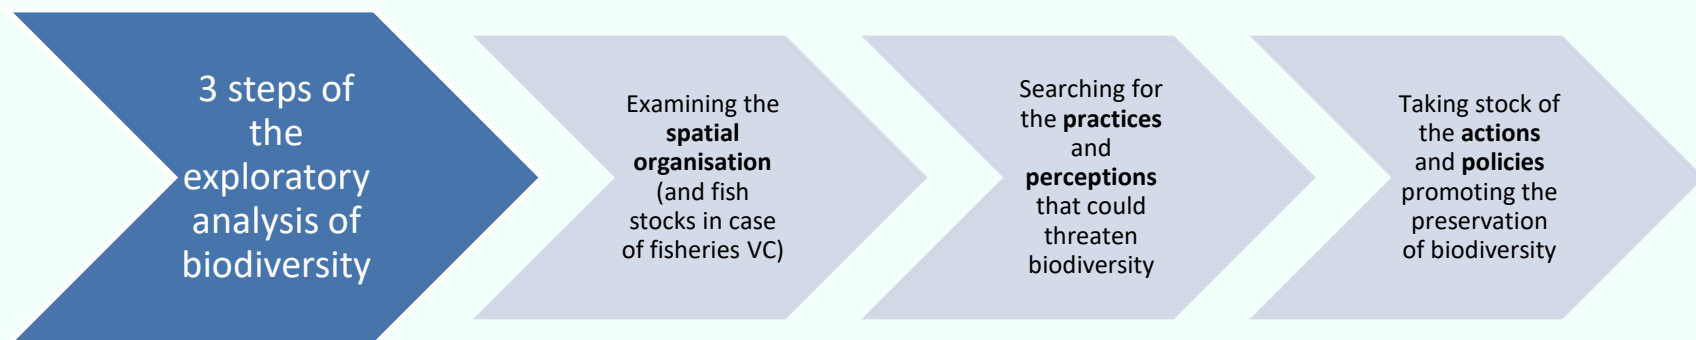 3 steps of
the
exploratory
analysis of
biodiversity
Examining the
spatial
organisation
(and fish
stocks in case
of fisheries VC)
Searching for
the practices
and
perceptions
that could
threaten
biodiversity
Taking stock of
the actions
and policies
promoting the
preservation
of biodiversity